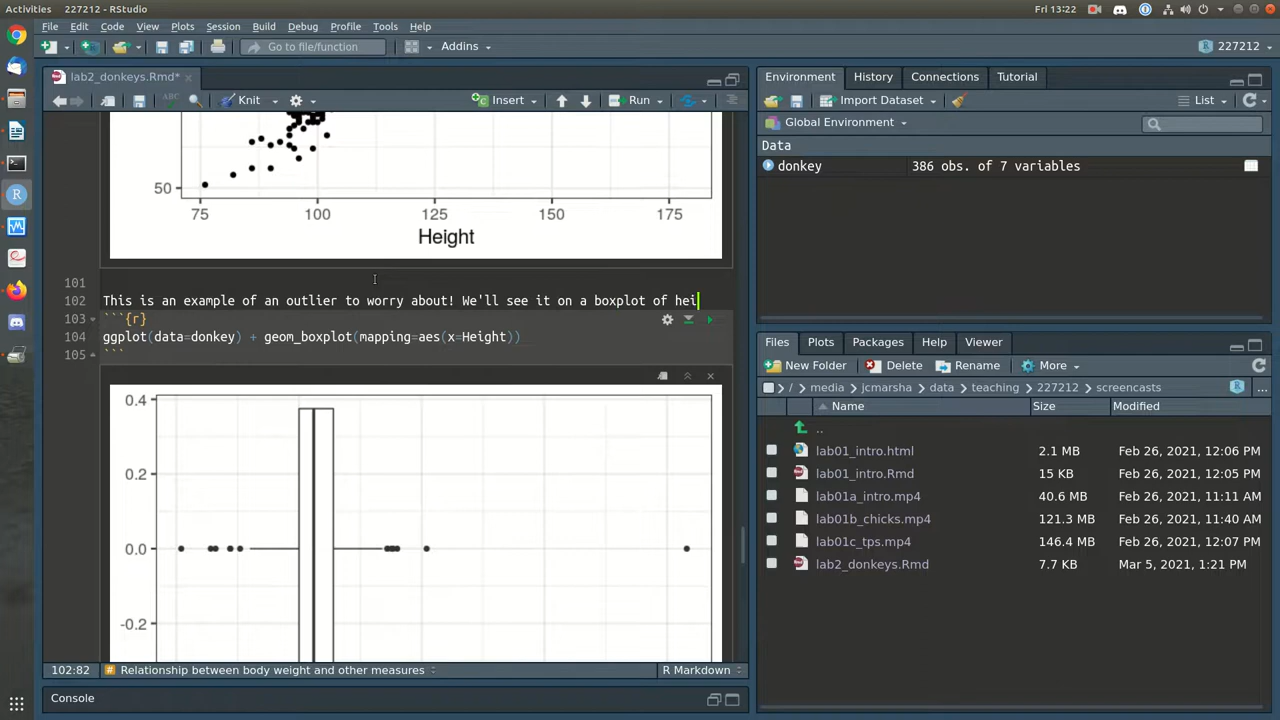 Activities 227212 - RStudio Fri 13:22
File Edit Code View Plots Session Build Debug Profile Tools Help
Go to file/function Addins 227212
lab2_donkeys.Rmd*
Knit Insert Run
50
75 100 125 150 175
Height
101
102 This is an example of an outlier to worry about! We'll see it on a boxplot of hei
103 ```{r}
104 ggplot(data=donkey) + geom_boxplot(mapping=aes(x=Height))
105 ```
0.4
0.2
0.0
-0.2
102:82 # Relationship between body weight and other measures R Markdown
Console
Environment History Connections Tutorial
Import Dataset List
Global Environment
Data
donkey 386 obs. of 7 variables
Files Plots Packages Help Viewer
New Folder Delete Rename More
/ media jcmarsha data teaching 227212 screencasts ...
Name Size Modified
..
lab01_intro.html 2.1 MB Feb 26, 2021, 12:06 PM
lab01_intro.Rmd 15 KB Feb 26, 2021, 12:05 PM
lab01a_intro.mp4 40.6 MB Feb 26, 2021, 11:11 AM
lab01b_chicks.mp4 121.3 MB Feb 26, 2021, 11:40 AM
lab01c_tps.mp4 146.4 MB Feb 26, 2021, 12:07 PM
lab2_donkeys.Rmd 7.7 KB Mar 5, 2021, 1:21 PM